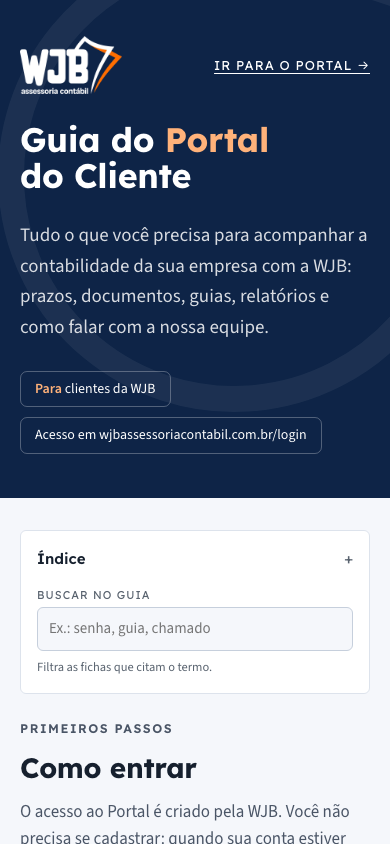 WJB
assessoria contábil
IR PARA O PORTAL →
Guia do Portal
do Cliente
Tudo o que você precisa para acompanhar a
contabilidade da sua empresa com a WJB:
prazos, documentos, guias, relatórios e
como falar com a nossa equipe.
Para clientes da WJB
Acesso em wjbassessoriacontabil.com.br/login
Índice +
BUSCAR NO GUIA
Ex.: senha, guia, chamado
Filtra as fichas que citam o termo.
PRIMEIROS PASSOS
Como entrar
O acesso ao Portal é criado pela WJB. Você não
precisa se cadastrar: quando sua conta estiver